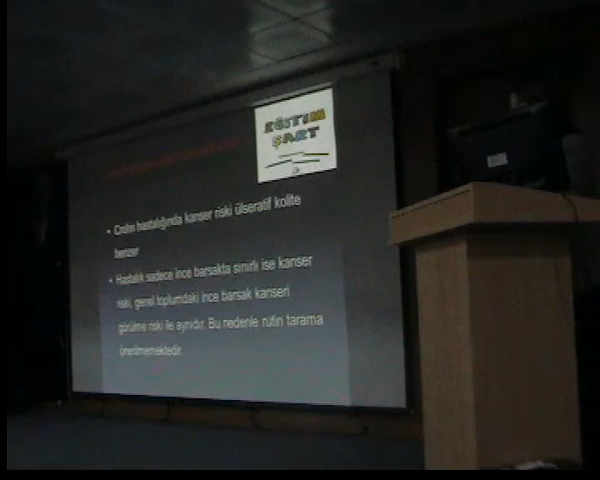 EĞİTİM
ŞART
• Crohn hastalığında kanser riski ülseratif kolite
benzer
• Hastalık sadece ince barsakta sınırlı ise kanser
riski, genel toplumdaki ince barsak kanseri
görülme riski ile aynıdır. Bu nedenle rutin tarama
önerilmemektedir.